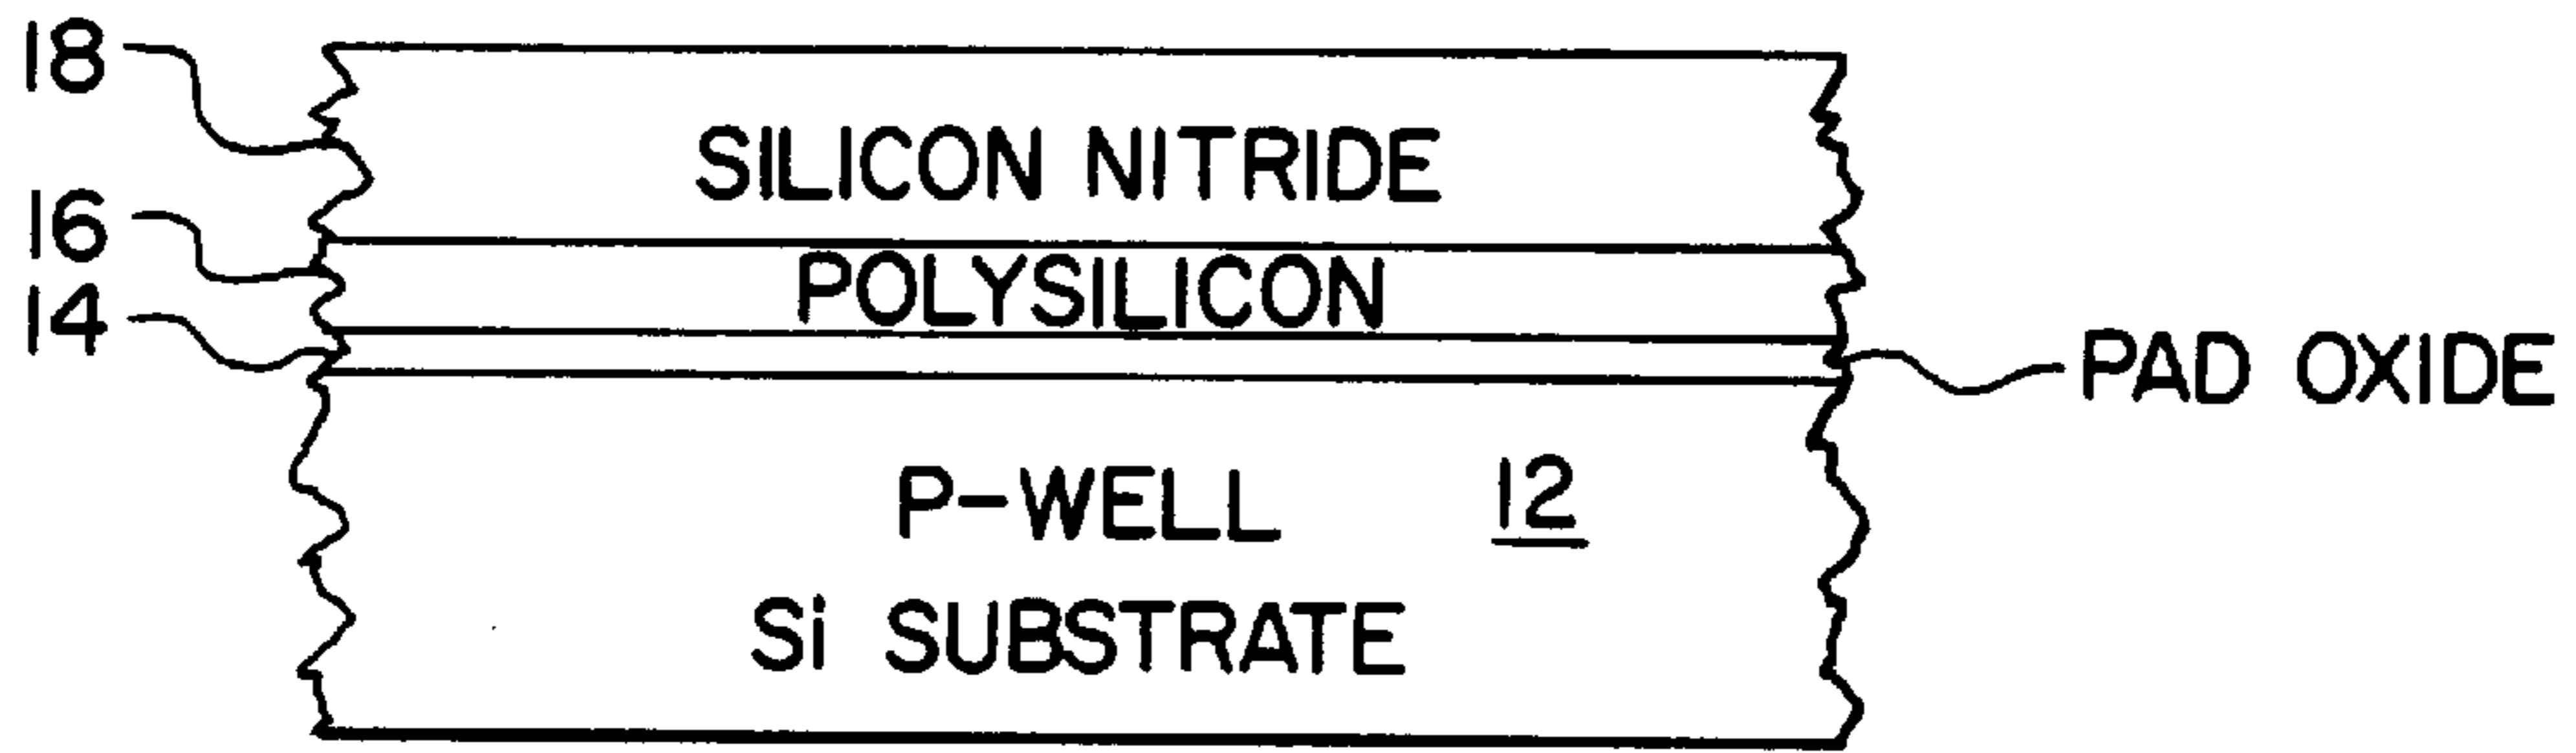 18
SILICON NITRIDE
16
POLYSILICON
14
PAD OXIDE
P-WELL 12
Si SUBSTRATE